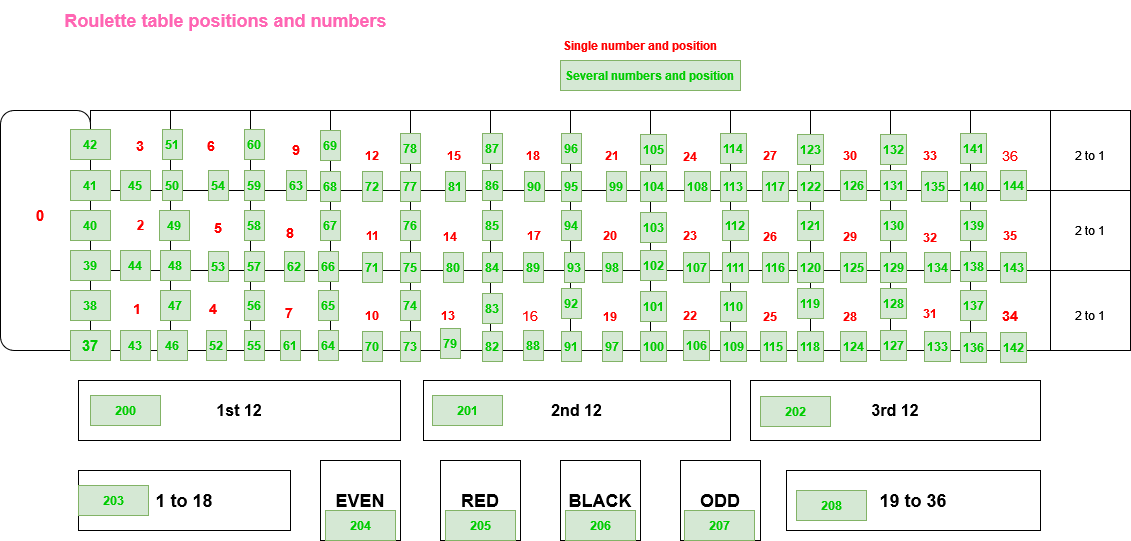 Roulette table positions and numbers
Single number and position
Several numbers and position
42 3 51 6 60 9 69 12 78 15 87 18 96 21 105 24 114 27 123 30 132 33 141 36 2 to 1
41 45 50 54 59 63 68 72 77 81 86 90 95 99 104 108 113 117 122 126 131 135 140 144
0 40 2 49 5 58 8 67 11 76 14 85 17 94 20 103 23 112 26 121 29 130 32 139 35 2 to 1
39 44 48 53 57 62 66 71 75 80 84 89 93 98 102 107 111 116 120 125 129 134 138 143
38 1 47 4 56 7 65 10 74 13 83 16 92 19 101 22 110 25 119 28 128 31 137 34 2 to 1
37 43 46 52 55 61 64 70 73 79 82 88 91 97 100 106 109 115 118 124 127 133 136 142
200 1st 12 201 2nd 12 202 3rd 12
203 1 to 18 EVEN RED BLACK ODD 208 19 to 36
204 205 206 207